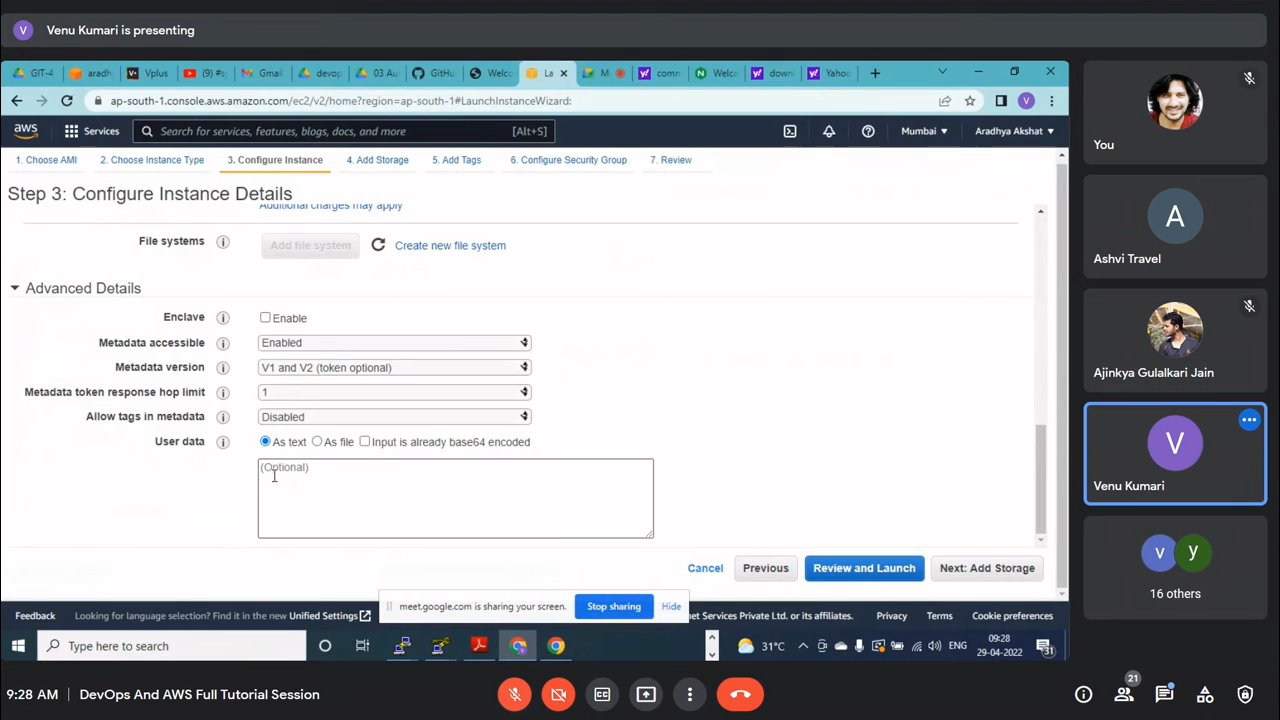 V
Venu Kumari is presenting
GIT-4
aradh
Vplus
(9) #s
Gmail
devop
03 Au
GitHu
Welco
La
M
comm
Welco
down
Yahoo
ap-south-1.console.aws.amazon.com/ec2/v2/home?region=ap-south-1#LaunchInstanceWizard:
V
aws
Services
Search for services, features, blogs, docs, and more
[Alt+S]
Mumbai
Aradhya Akshat
1. Choose AMI
2. Choose Instance Type
3. Configure Instance
4. Add Storage
5. Add Tags
6. Configure Security Group
7. Review
Step 3: Configure Instance Details
Additional charges may apply
File systems
Add file system
Create new file system
Advanced Details
Enclave
Enable
Metadata accessible
Enabled
Metadata version
V1 and V2 (token optional)
Metadata token response hop limit
1
Allow tags in metadata
Disabled
User data
As text
As file
Input is already base64 encoded
(Optional)
Cancel
Previous
Review and Launch
Next: Add Storage
Feedback
Looking for language selection? Find it in the new Unified Settings
meet.google.com is sharing your screen.
Stop sharing
Hide
net Services Private Ltd. or its affiliates.
Privacy
Terms
Cookie preferences
Type here to search
31°C
ENG
09:28
29-04-2022
31
You
A
Ashvi Travel
Ajinkya Gulalkari Jain
V
Venu Kumari
v
y
16 others
9:28 AM
DevOps And AWS Full Tutorial Session
21